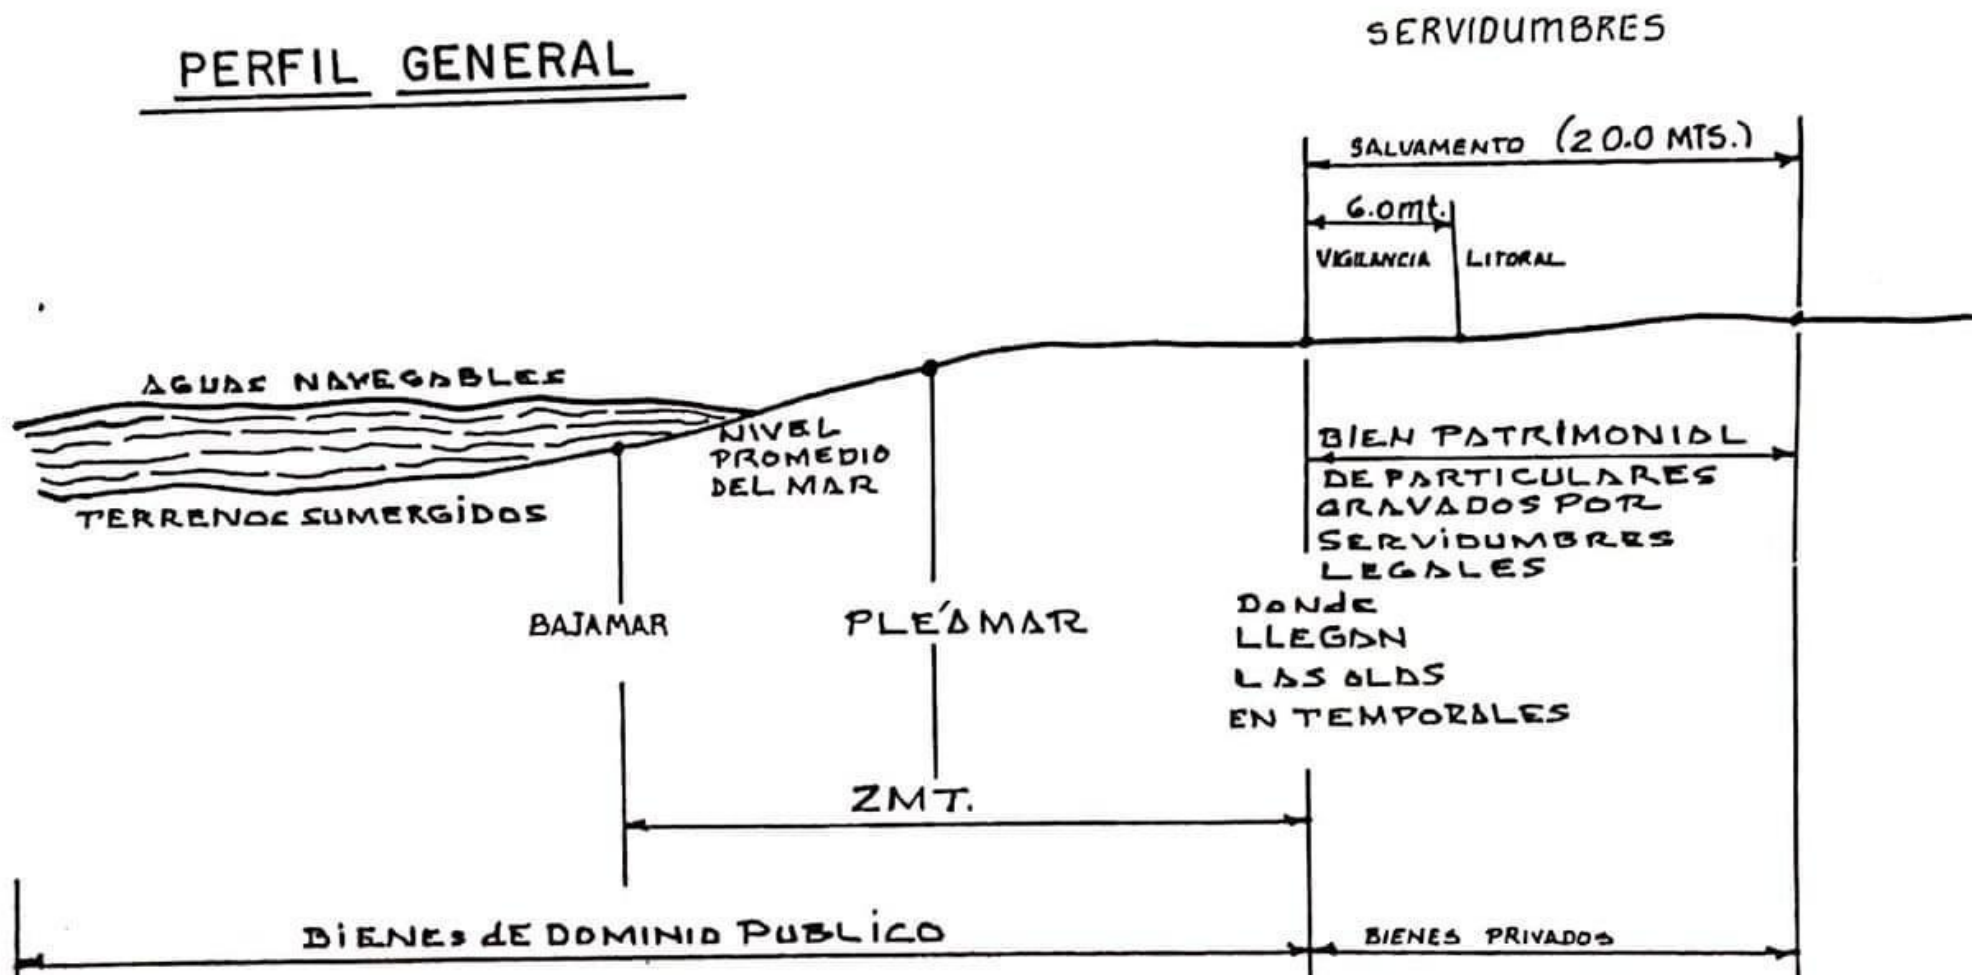 PERFIL GENERAL
SERVIDUMBRES
SALVAMENTO (20.0 MTS.)
6.0mt.
VIGILANCIA LITORAL
AGUAS NAVEGABLES
NIVEL
PROMEDIO
DEL MAR
TERRENOS SUMERGIDOS
BIEN PATRIMONIAL
DE PARTICULARES
GRAVADOS POR
SERVIDUMBRES
LEGALES
BAJAMAR
PLEÁMAR
DONdE
LLEGAN
LAS OLAS
EN TEMPORALES
ZMT.
BIENES dE DOMINIO PUBLICO
BIENES PRIVADOS